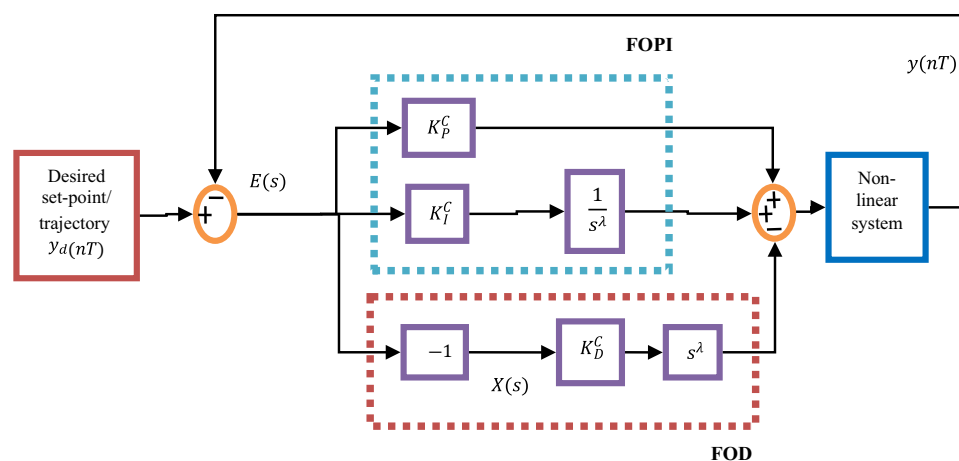 FOPI
y(nT)
K_P^C
Desired
set-point/
trajectory
y_d(nT)
E(s)
−
+
K_I^C
1/s^λ
+
+
−
Non-
linear
system
−1
X(s)
K_D^C
s^λ
FOD